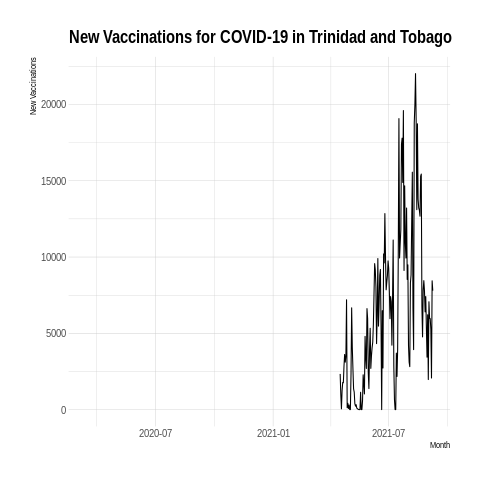 New Vaccinations for COVID-19 in Trinidad and Tobago
New Vaccinations
20000
15000
10000
5000
0
2020-07
2021-01
2021-07
Month